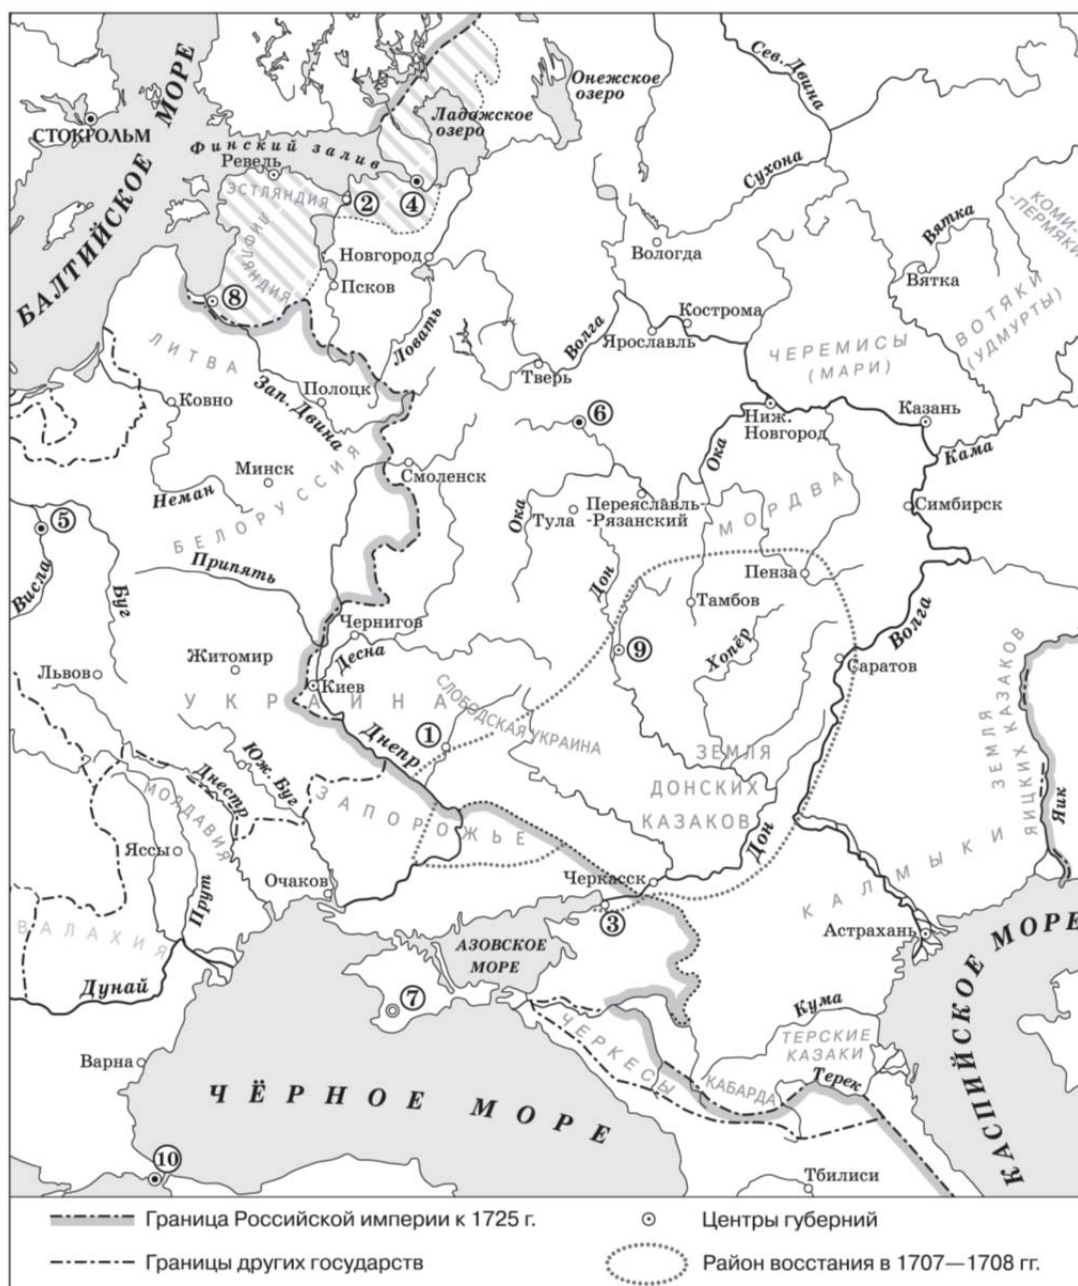 СТОКГОЛЬМ
БАЛТИЙСКОЕ МОРЕ
Финский залив
Ревель
ЭСТЛЯНДИЯ
ЛИФ-
ЛЯНДИЯ
②
④
Ладожское
озеро
Онежское
озеро
Сев. Двина
Сухона
Вятка
КОМИ-
-ПЕРМЯКИ
Новгород
Псков
Вологда
Вятка
⑧
ЛИТВА
Ловать
Волга
Кострома
Ярославль
ЧЕРЕМИСЫ
(МАРИ)
ВОТЯКИ
(УДМУРТЫ)
Тверь
Полоцк
Зап. Двина
Ковно
⑥
Ниж.
Новгород
Казань
Кама
Минск
Смоленск
Ока
Неман
БЕЛОРУССИЯ
Ока
Тула
Переяславль-
-Рязанский
МОРДВА
Симбирск
⑤
Висла
Буг
Припять
Дон
Пенза
Тамбов
Волга
Чернигов
Десна
⑨
Хопёр
Саратов
Житомир
Львов
Киев
УКРАИНА
СЛОБОДСКАЯ УКРАИНА
①
Днепр
ЗЕМЛЯ
ДОНСКИХ
КАЗАКОВ
ЗЕМЛЯ
ЯИЦКИХ КАЗАКОВ
Яик
Юж. Буг
Днестр
МОЛДАВИЯ
ЗАПОРОЖЬЕ
Дон
КАЛМЫКИ
Яссы
Прут
Очаков
Черкасск
③
Астрахань
ВАЛАХИЯ
АЗОВСКОЕ
МОРЕ
Дунай
⑦
Кума
ТЕРСКИЕ
КАЗАКИ
ЧЕРКЕСЫ
КАБАРДА
Терек
КАСПИЙСКОЕ МОРЕ
Варна
ЧЁРНОЕ МОРЕ
⑩
Тбилиси
Граница Российской империи к 1725 г.
Центры губерний
Границы других государств
Район восстания в 1707—1708 гг.